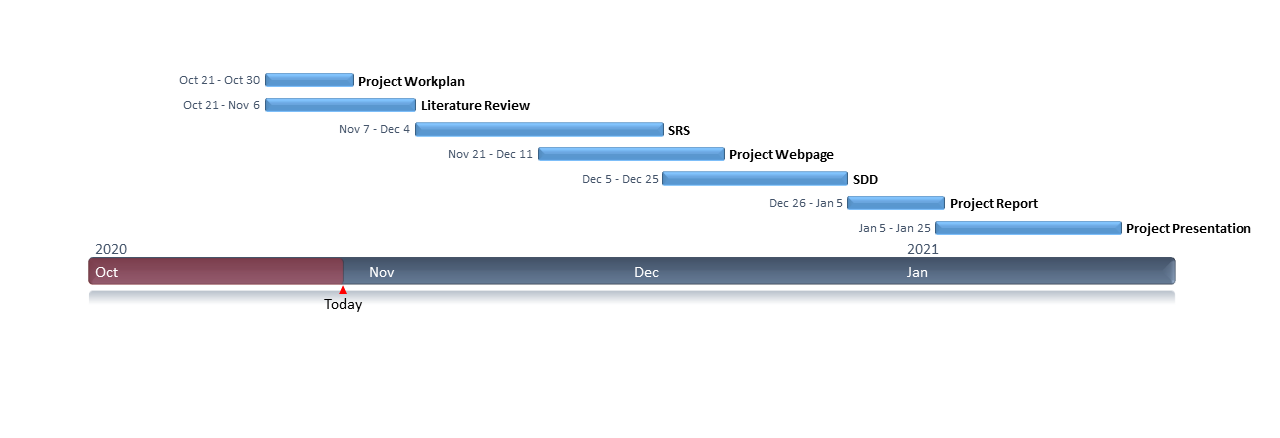 Oct 21 - Oct 30 Project Workplan
Oct 21 - Nov 6 Literature Review
Nov 7 - Dec 4 SRS
Nov 21 - Dec 11 Project Webpage
Dec 5 - Dec 25 SDD
Dec 26 - Jan 5 Project Report
Jan 5 - Jan 25 Project Presentation
2020 2021
Oct Nov Dec Jan
Today